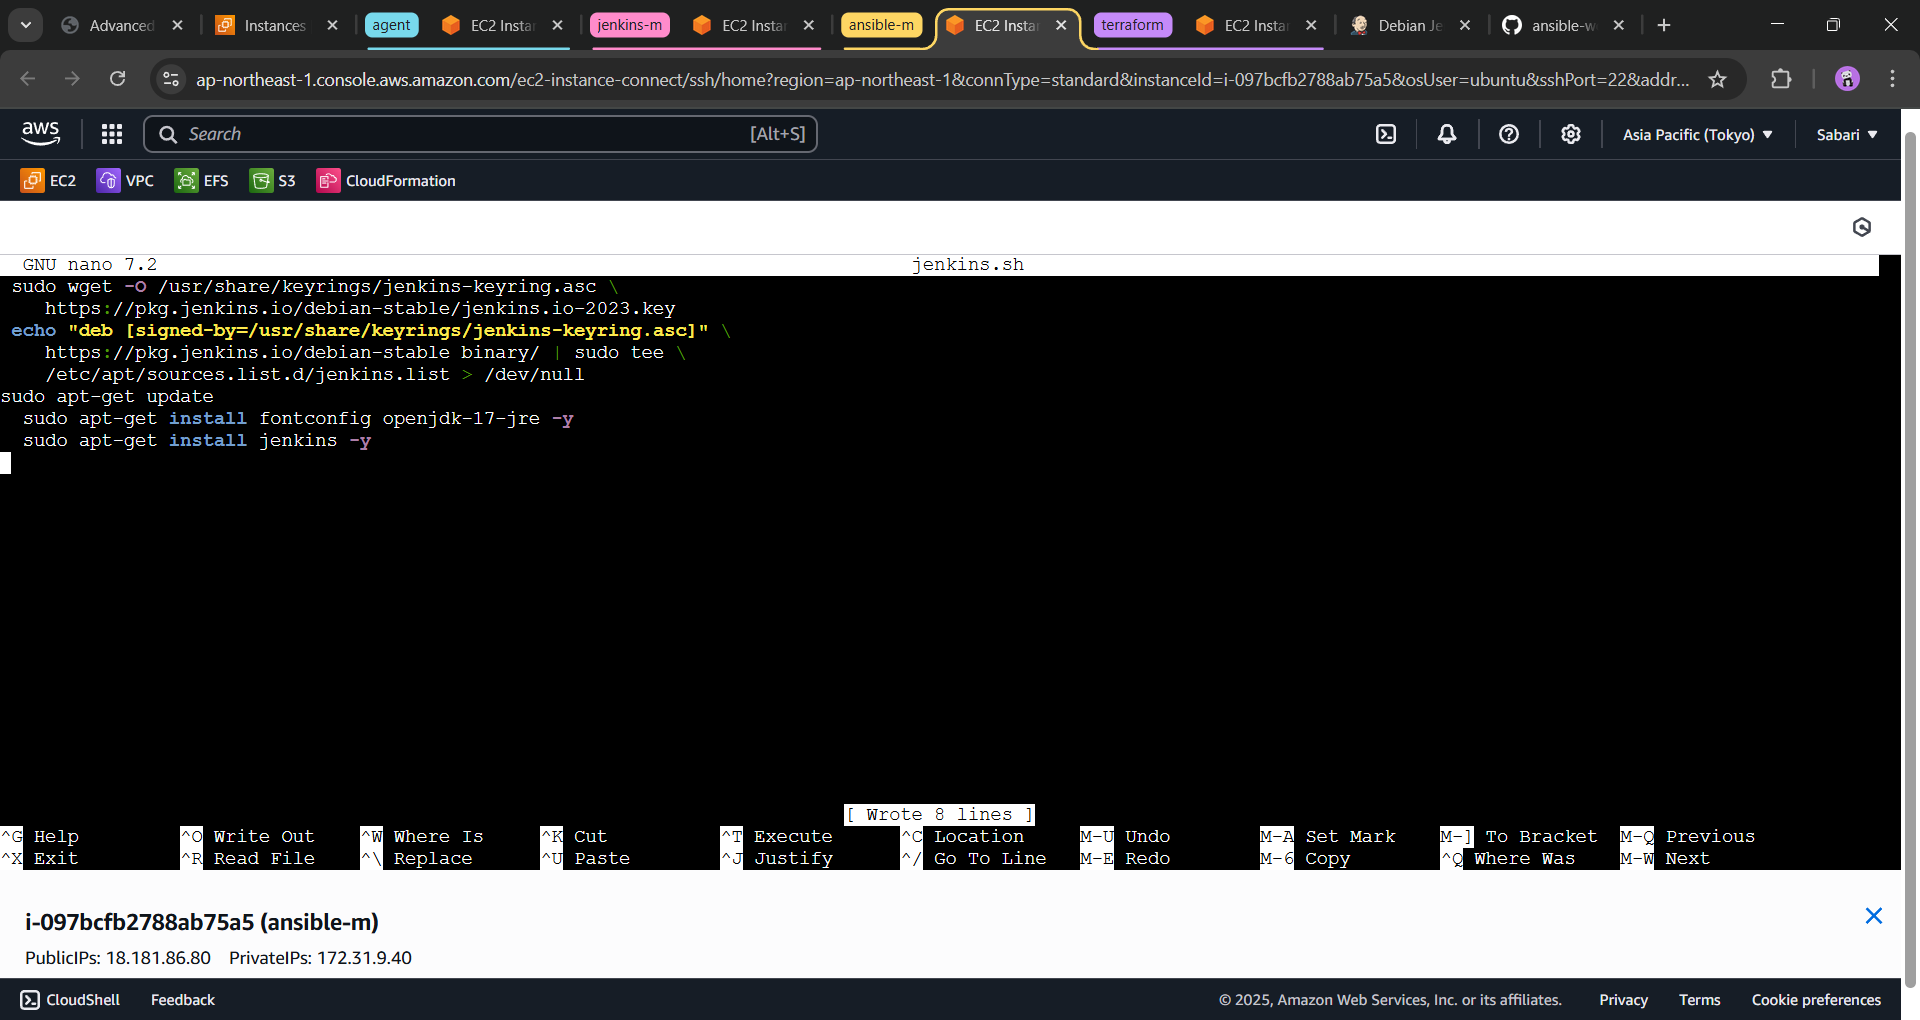 Advanced
Instances
agent
EC2 Insta
jenkins-m
EC2 Insta
ansible-m
EC2 Insta
terraform
EC2 Insta
Debian Je
ansible-w
ap-northeast-1.console.aws.amazon.com/ec2-instance-connect/ssh/home?region=ap-northeast-1&connType=standard&instanceId=i-097bcfb2788ab75a5&osUser=ubuntu&sshPort=22&addr...
aws
Search
[Alt+S]
Asia Pacific (Tokyo)
Sabari
EC2
VPC
EFS
S3
CloudFormation
GNU nano 7.2 jenkins.sh
sudo wget -O /usr/share/keyrings/jenkins-keyring.asc \
https://pkg.jenkins.io/debian-stable/jenkins.io-2023.key
echo "deb [signed-by=/usr/share/keyrings/jenkins-keyring.asc]" \
https://pkg.jenkins.io/debian-stable binary/ | sudo tee \
/etc/apt/sources.list.d/jenkins.list > /dev/null
sudo apt-get update
sudo apt-get install fontconfig openjdk-17-jre -y
sudo apt-get install jenkins -y
[ Wrote 8 lines ]
^G Help ^O Write Out ^W Where Is ^K Cut ^T Execute ^C Location M-U Undo M-A Set Mark M-] To Bracket M-Q Previous
^X Exit ^R Read File ^\ Replace ^U Paste ^J Justify ^/ Go To Line M-E Redo M-6 Copy ^Q Where Was M-W Next
i-097bcfb2788ab75a5 (ansible-m)
PublicIPs: 18.181.86.80 PrivateIPs: 172.31.9.40
CloudShell Feedback © 2025, Amazon Web Services, Inc. or its affiliates. Privacy Terms Cookie preferences